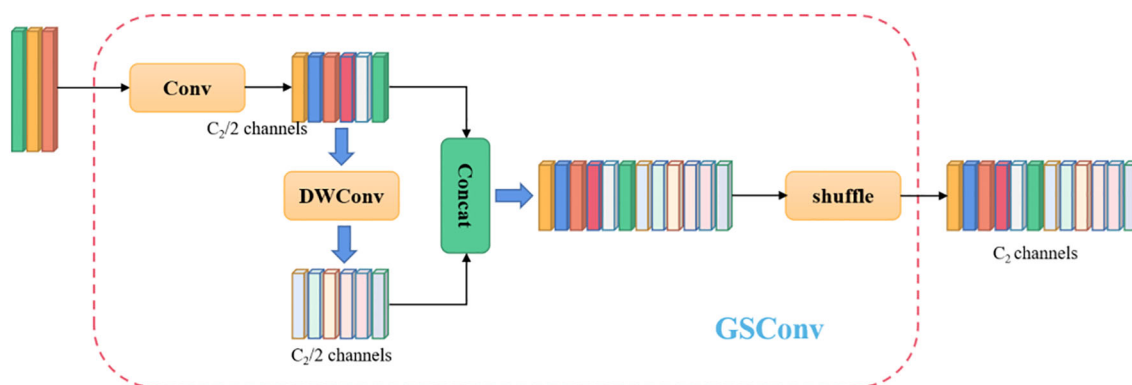 Conv
C₂/2 channels
DWConv
Concat
shuffle
C₂ channels
GSConv
C₂/2 channels